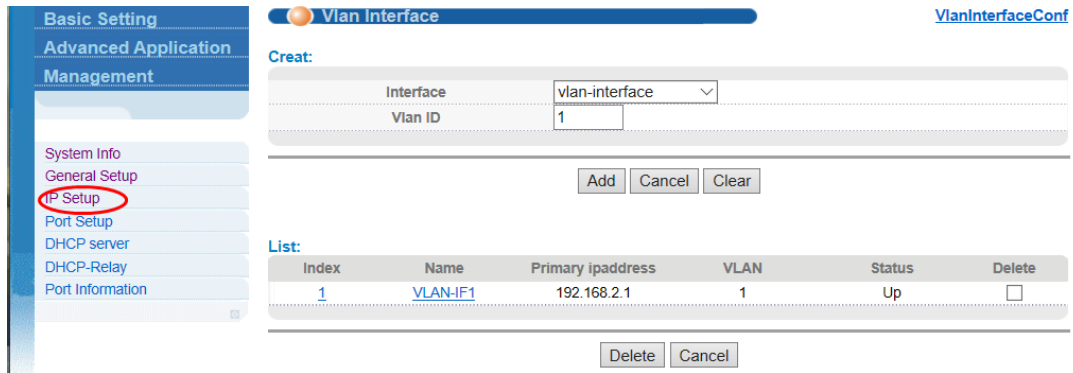 Basic Setting
Advanced Application
Management
System Info
General Setup
IP Setup
Port Setup
DHCP server
DHCP-Relay
Port Information
Vlan Interface
VlanInterfaceConf
Creat:
Interface vlan-interface
Vlan ID 1
Add Cancel Clear
List:
Index Name Primary ipaddress VLAN Status Delete
1 VLAN-IF1 192.168.2.1 1 Up
Delete Cancel